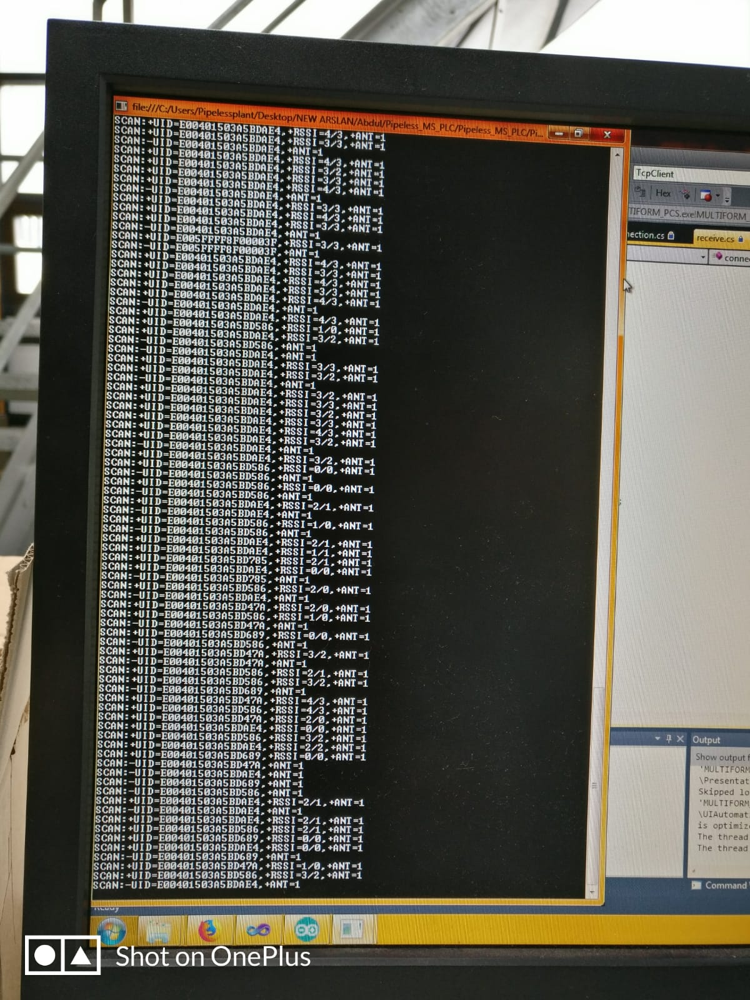 file:///C:/Users/Pipelessplant/Desktop/NEW ARSLAN/Abdul/Pipeless_MS_PLC/Pipeless_MS_PLC/Pi...
SCAN:+UID=E00401503A5BDAE4,+RSSI=4/3,+ANT=1
SCAN:+UID=E00401503A5BDAE4,+RSSI=3/3,+ANT=1
SCAN:-UID=E00401503A5BDAE4,+ANT=1
SCAN:+UID=E00401503A5BDAE4,+RSSI=4/3,+ANT=1
SCAN:+UID=E00401503A5BDAE4,+RSSI=3/2,+ANT=1
SCAN:+UID=E00401503A5BDAE4,+RSSI=3/3,+ANT=1
SCAN:+UID=E00401503A5BDAE4,+RSSI=4/3,+ANT=1
SCAN:-UID=E00401503A5BDAE4,+ANT=1
SCAN:+UID=E00401503A5BDAE4,+RSSI=3/3,+ANT=1
SCAN:+UID=E00401503A5BDAE4,+RSSI=4/3,+ANT=1
SCAN:+UID=E00401503A5BDAE4,+RSSI=3/3,+ANT=1
SCAN:-UID=E00401503A5BDAE4,+ANT=1
SCAN:+UID=E005FFFF8F00003F,+RSSI=3/3,+ANT=1
SCAN:-UID=E005FFFF8F00003F,+ANT=1
SCAN:+UID=E00401503A5BDAE4,+RSSI=4/3,+ANT=1
SCAN:+UID=E00401503A5BDAE4,+RSSI=3/3,+ANT=1
SCAN:+UID=E00401503A5BDAE4,+RSSI=4/3,+ANT=1
SCAN:+UID=E00401503A5BDAE4,+RSSI=3/3,+ANT=1
SCAN:+UID=E00401503A5BDAE4,+RSSI=4/3,+ANT=1
SCAN:-UID=E00401503A5BDAE4,+ANT=1
SCAN:+UID=E00401503A5BDAE4,+RSSI=4/3,+ANT=1
SCAN:+UID=E00401503A5BD586,+RSSI=1/0,+ANT=1
SCAN:+UID=E00401503A5BDAE4,+RSSI=3/2,+ANT=1
SCAN:-UID=E00401503A5BD586,+ANT=1
SCAN:-UID=E00401503A5BDAE4,+ANT=1
SCAN:+UID=E00401503A5BDAE4,+RSSI=3/3,+ANT=1
SCAN:+UID=E00401503A5BDAE4,+RSSI=3/2,+ANT=1
SCAN:-UID=E00401503A5BDAE4,+ANT=1
SCAN:+UID=E00401503A5BDAE4,+RSSI=3/2,+ANT=1
SCAN:+UID=E00401503A5BDAE4,+RSSI=3/3,+ANT=1
SCAN:+UID=E00401503A5BDAE4,+RSSI=3/2,+ANT=1
SCAN:+UID=E00401503A5BDAE4,+RSSI=3/3,+ANT=1
SCAN:+UID=E00401503A5BDAE4,+RSSI=4/3,+ANT=1
SCAN:+UID=E00401503A5BDAE4,+RSSI=3/2,+ANT=1
SCAN:-UID=E00401503A5BDAE4,+ANT=1
SCAN:+UID=E00401503A5BDAE4,+RSSI=3/2,+ANT=1
SCAN:+UID=E00401503A5BD586,+RSSI=0/0,+ANT=1
SCAN:-UID=E00401503A5BD586,+ANT=1
SCAN:+UID=E00401503A5BD586,+RSSI=0/0,+ANT=1
SCAN:-UID=E00401503A5BD586,+ANT=1
SCAN:+UID=E00401503A5BDAE4,+RSSI=2/1,+ANT=1
SCAN:-UID=E00401503A5BDAE4,+ANT=1
SCAN:+UID=E00401503A5BD586,+RSSI=1/0,+ANT=1
SCAN:-UID=E00401503A5BD586,+ANT=1
SCAN:+UID=E00401503A5BDAE4,+RSSI=2/1,+ANT=1
SCAN:+UID=E00401503A5BDAE4,+RSSI=1/1,+ANT=1
SCAN:+UID=E00401503A5BD785,+RSSI=2/1,+ANT=1
SCAN:+UID=E00401503A5BDAE4,+RSSI=0/0,+ANT=1
SCAN:-UID=E00401503A5BD785,+ANT=1
SCAN:+UID=E00401503A5BD586,+RSSI=2/0,+ANT=1
SCAN:-UID=E00401503A5BDAE4,+ANT=1
SCAN:+UID=E00401503A5BD47A,+RSSI=2/0,+ANT=1
SCAN:+UID=E00401503A5BD586,+RSSI=1/0,+ANT=1
SCAN:-UID=E00401503A5BD47A,+ANT=1
SCAN:+UID=E00401503A5BD689,+RSSI=0/0,+ANT=1
SCAN:-UID=E00401503A5BD586,+ANT=1
SCAN:+UID=E00401503A5BD47A,+RSSI=3/2,+ANT=1
SCAN:-UID=E00401503A5BD47A,+ANT=1
SCAN:+UID=E00401503A5BD586,+RSSI=2/1,+ANT=1
SCAN:+UID=E00401503A5BD586,+RSSI=3/2,+ANT=1
SCAN:-UID=E00401503A5BD689,+ANT=1
SCAN:+UID=E00401503A5BD47A,+RSSI=4/3,+ANT=1
SCAN:+UID=E00401503A5BD586,+RSSI=4/3,+ANT=1
SCAN:+UID=E00401503A5BD47A,+RSSI=2/0,+ANT=1
SCAN:+UID=E00401503A5BDAE4,+RSSI=0/0,+ANT=1
SCAN:+UID=E00401503A5BD586,+RSSI=3/2,+ANT=1
SCAN:+UID=E00401503A5BDAE4,+RSSI=2/2,+ANT=1
SCAN:+UID=E00401503A5BD689,+RSSI=0/0,+ANT=1
SCAN:-UID=E00401503A5BD47A,+ANT=1
SCAN:-UID=E00401503A5BDAE4,+ANT=1
SCAN:-UID=E00401503A5BD689,+ANT=1
SCAN:-UID=E00401503A5BD586,+ANT=1
SCAN:+UID=E00401503A5BDAE4,+RSSI=2/1,+ANT=1
SCAN:-UID=E00401503A5BDAE4,+ANT=1
SCAN:+UID=E00401503A5BDAE4,+RSSI=2/1,+ANT=1
SCAN:+UID=E00401503A5BD586,+RSSI=2/1,+ANT=1
SCAN:+UID=E00401503A5BD689,+RSSI=0/0,+ANT=1
SCAN:+UID=E00401503A5BDAE4,+RSSI=0/0,+ANT=1
SCAN:-UID=E00401503A5BD689,+ANT=1
SCAN:+UID=E00401503A5BD47A,+RSSI=1/0,+ANT=1
SCAN:+UID=E00401503A5BD586,+RSSI=3/2,+ANT=1
SCAN:-UID=E00401503A5BDAE4,+ANT=1
TcpClient
Hex
TIFORM_PCS.exe!MULTIFORM_
nection.cs
receive.cs
conne
Output
Show output f
'MULTIFORM
\Presentat
Skipped lo
'MULTIFORM
\UIAutomat
is optimize
The thread
The thread
Command
Ready
Shot on OnePlus